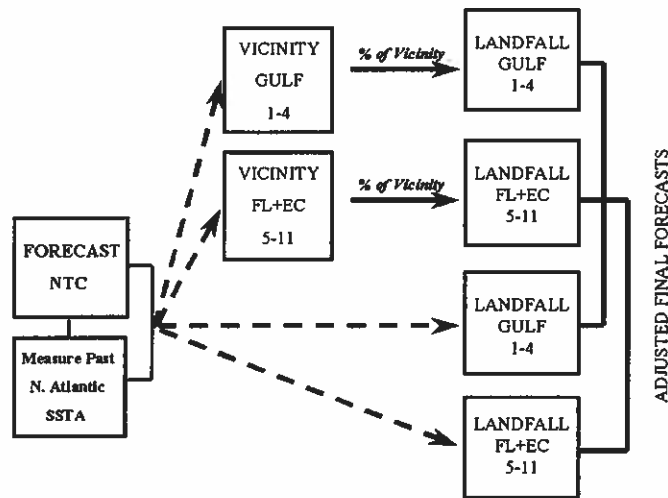 VICINITY
GULF
1-4
% of Vicinity
LANDFALL
GULF
1-4
VICINITY
FL+EC
5-11
% of Vicinity
LANDFALL
FL+EC
5-11
FORECAST
NTC
Measure Past
N. Atlantic
SSTA
LANDFALL
GULF
1-4
LANDFALL
FL+EC
5-11
ADJUSTED FINAL FORECASTS